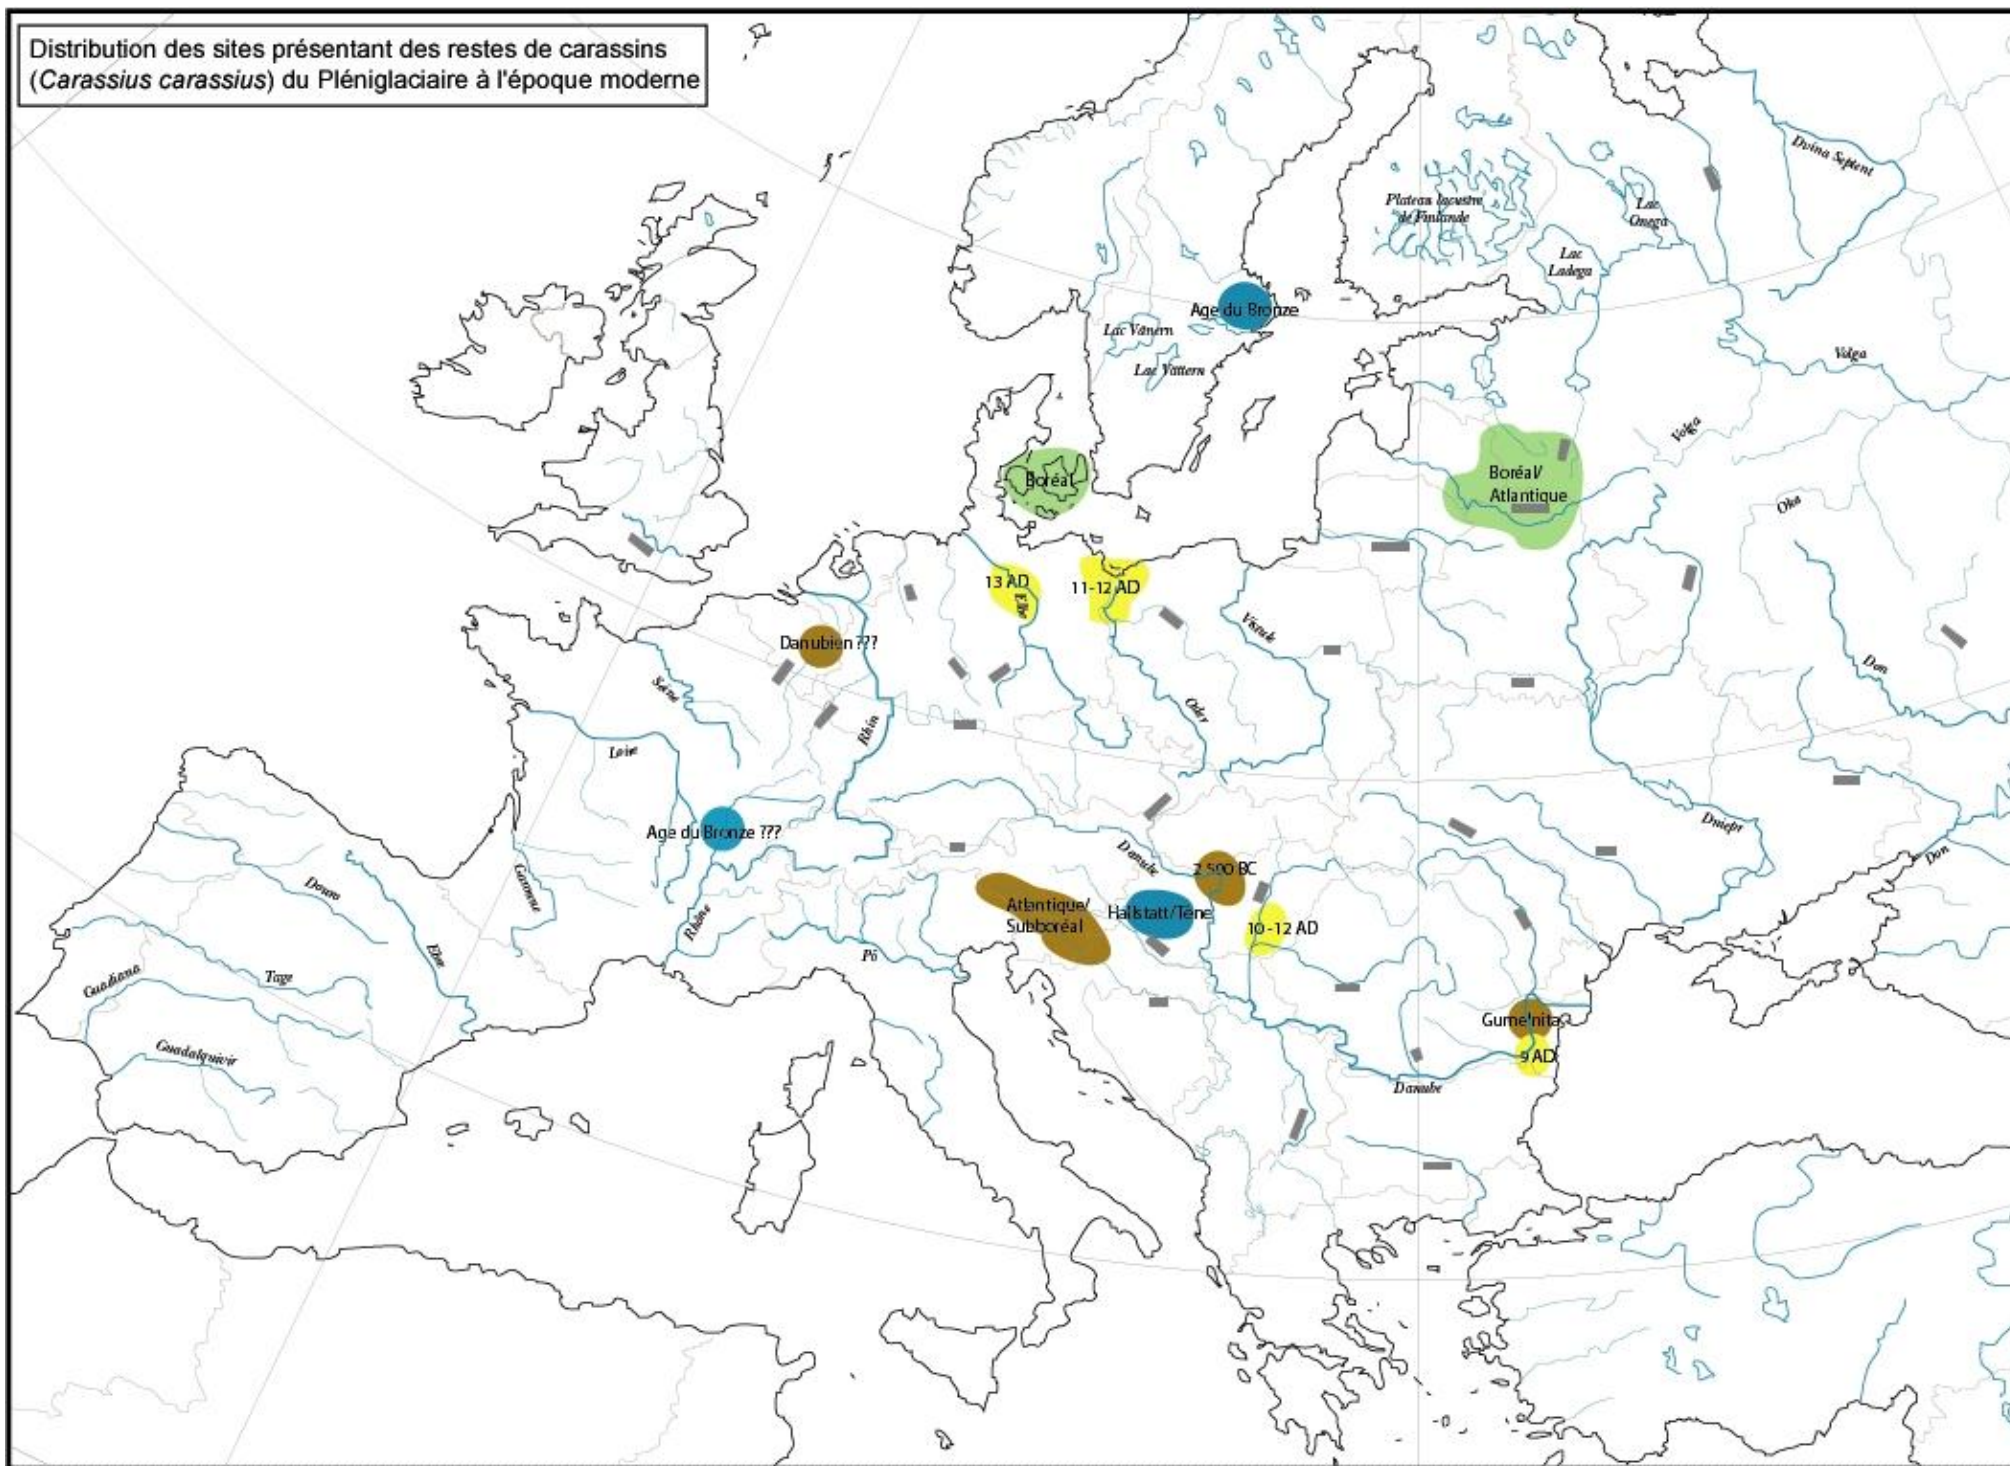 Distribution des sites présentant des restes de carassins
(Carassius carassius) du Pléniglaciaire à l'époque moderne
Dvina Septent
Plateau lacustre
de Finlande
Lac
Onega
Lac
Ladega
Age du Bronze
Lac Vänern
Lac Vättern
Volga
Volga
Boréal
Boréal/
Atlantique
Oka
13 AD
Elbe
11-12 AD
Vistule
Danubien ???
Don
Seine
Oder
Rhin
Loire
Age du Bronze ???
Dniepr
Danube
2 500 BC
Don
Garonne
Douro
Atlantique/
Subboréal
Hallstatt/Tène
Rhône
10 -12 AD
Ebre
Pô
Tage
Guadiana
Gumelnita
Guadalquivir
9 AD
Danube